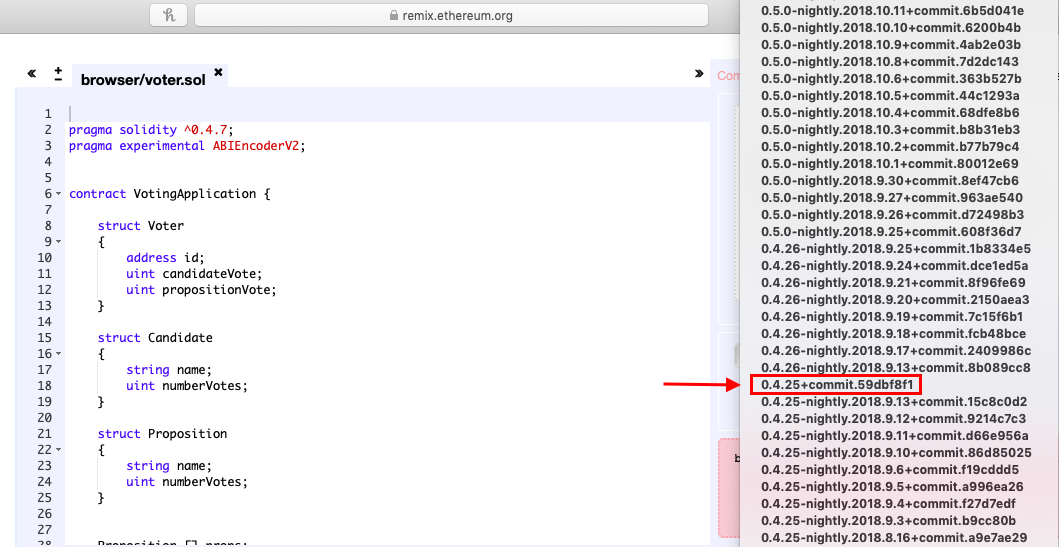 remix.ethereum.org
browser/voter.sol
Com
1
2 pragma solidity ^0.4.7;
3 pragma experimental ABIEncoderV2;
4
5
6 contract VotingApplication {
7
8 struct Voter
9 {
10 address id;
11 uint candidateVote;
12 uint propositionVote;
13 }
14
15 struct Candidate
16 {
17 string name;
18 uint numberVotes;
19 }
20
21 struct Proposition
22 {
23 string name;
24 uint numberVotes;
25 }
26
27
28 Proposition [] props;
0.5.0-nightly.2018.10.11+commit.6b5d041e
0.5.0-nightly.2018.10.10+commit.6200b4b
0.5.0-nightly.2018.10.9+commit.4ab2e03b
0.5.0-nightly.2018.10.8+commit.7d2dc143
0.5.0-nightly.2018.10.6+commit.363b527b
0.5.0-nightly.2018.10.5+commit.44c1293a
0.5.0-nightly.2018.10.4+commit.68dfe8b6
0.5.0-nightly.2018.10.3+commit.b8b31eb3
0.5.0-nightly.2018.10.2+commit.b77b79c4
0.5.0-nightly.2018.10.1+commit.80012e69
0.5.0-nightly.2018.9.30+commit.8ef47cb6
0.5.0-nightly.2018.9.27+commit.963ae540
0.5.0-nightly.2018.9.26+commit.d72498b3
0.5.0-nightly.2018.9.25+commit.608f36d7
0.4.26-nightly.2018.9.25+commit.1b8334e5
0.4.26-nightly.2018.9.24+commit.dce1ed5a
0.4.26-nightly.2018.9.21+commit.8f96fe69
0.4.26-nightly.2018.9.20+commit.2150aea3
0.4.26-nightly.2018.9.19+commit.7c15f6b1
0.4.26-nightly.2018.9.18+commit.fcb48bce
0.4.26-nightly.2018.9.17+commit.2409986c
0.4.26-nightly.2018.9.13+commit.8b089cc8
0.4.25+commit.59dbf8f1
0.4.25-nightly.2018.9.13+commit.15c8c0d2
0.4.25-nightly.2018.9.12+commit.9214c7c3
0.4.25-nightly.2018.9.11+commit.d66e956a
0.4.25-nightly.2018.9.10+commit.86d85025
0.4.25-nightly.2018.9.6+commit.f19cddd5
0.4.25-nightly.2018.9.5+commit.a996ea26
0.4.25-nightly.2018.9.4+commit.f27d7edf
0.4.25-nightly.2018.9.3+commit.b9cc80b
0.4.25-nightly.2018.8.16+commit.a9e7ae29